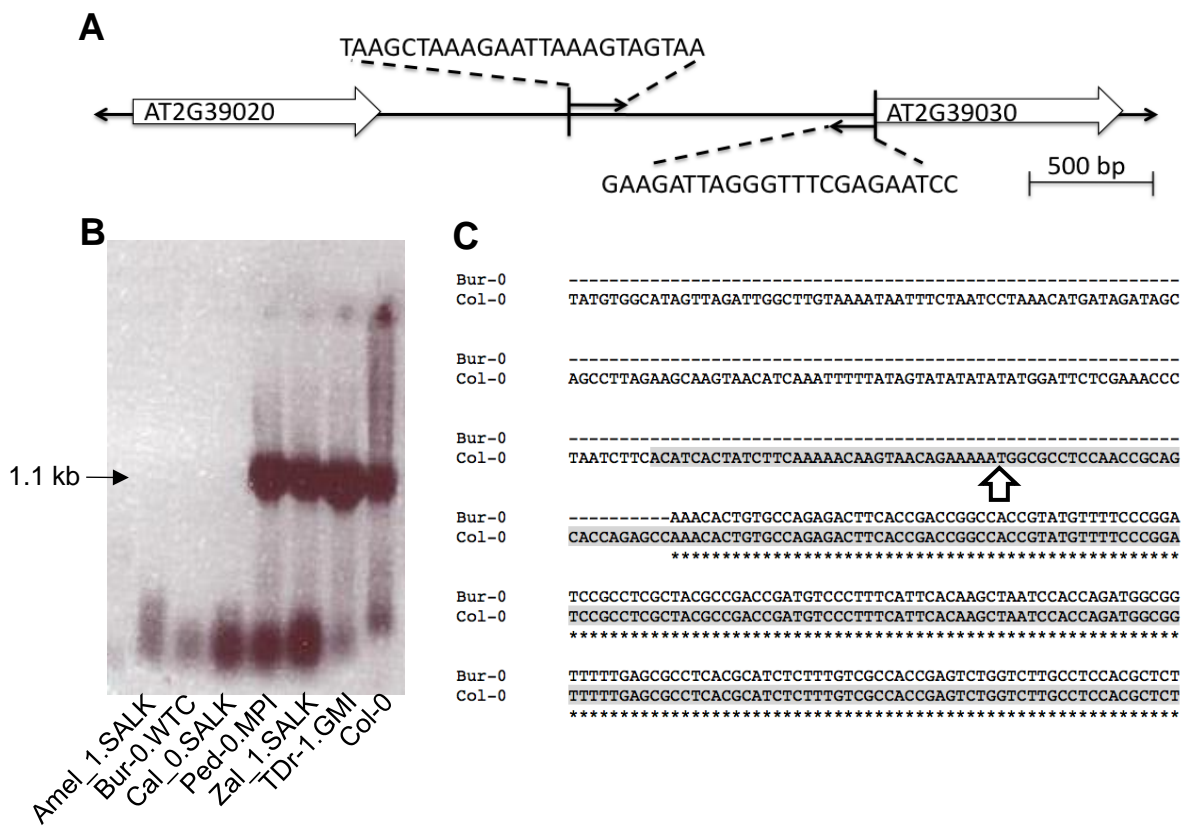 A
TAAGCTAAAGAATTAAAGTAGTAA
AT2G39020
AT2G39030
GAAGATTAGGGTTTCGAGAATCC
500 bp
B
1.1 kb
Amel_1.SALK
Bur-0.WTC
Cal_0.SALK
Ped-0.MPI
Zal_1.SALK
TDr-1.GMI
Col-0
C
Bur-0 ------------------------------------------------------------
Col-0 TATGTGGCATAGTTAGATTGGCTTGTAAAATAATTTCTAATCCTAAACATGATAGATAGC
Bur-0 ------------------------------------------------------------
Col-0 AGCCTTAGAAGCAAGTAACATCAAATTTTTATAGTATATATATATGGATTCTCGAAACCC
Bur-0 ------------------------------------------------------------
Col-0 TAATCTTCACATCACTATCTTCAAAAACAAGTAACAGAAAAATGGCGCCTCCAACCGCAG
Bur-0 ----------AAACACTGTGCCAGAGACTTCACCGACCGGCCACCGTATGTTTTCCCGGA
Col-0 CACCAGAGCCAAACACTGTGCCAGAGACTTCACCGACCGGCCACCGTATGTTTTCCCGGA
**************************************************
Bur-0 TCCGCCTCGCTACGCCGACCGATGTCCCTTTCATTCACAAGCTAATCCACCAGATGGCGG
Col-0 TCCGCCTCGCTACGCCGACCGATGTCCCTTTCATTCACAAGCTAATCCACCAGATGGCGG
************************************************************
Bur-0 TTTTTGAGCGCCTCACGCATCTCTTTGTCGCCACCGAGTCTGGTCTTGCCTCCACGCTCT
Col-0 TTTTTGAGCGCCTCACGCATCTCTTTGTCGCCACCGAGTCTGGTCTTGCCTCCACGCTCT
************************************************************